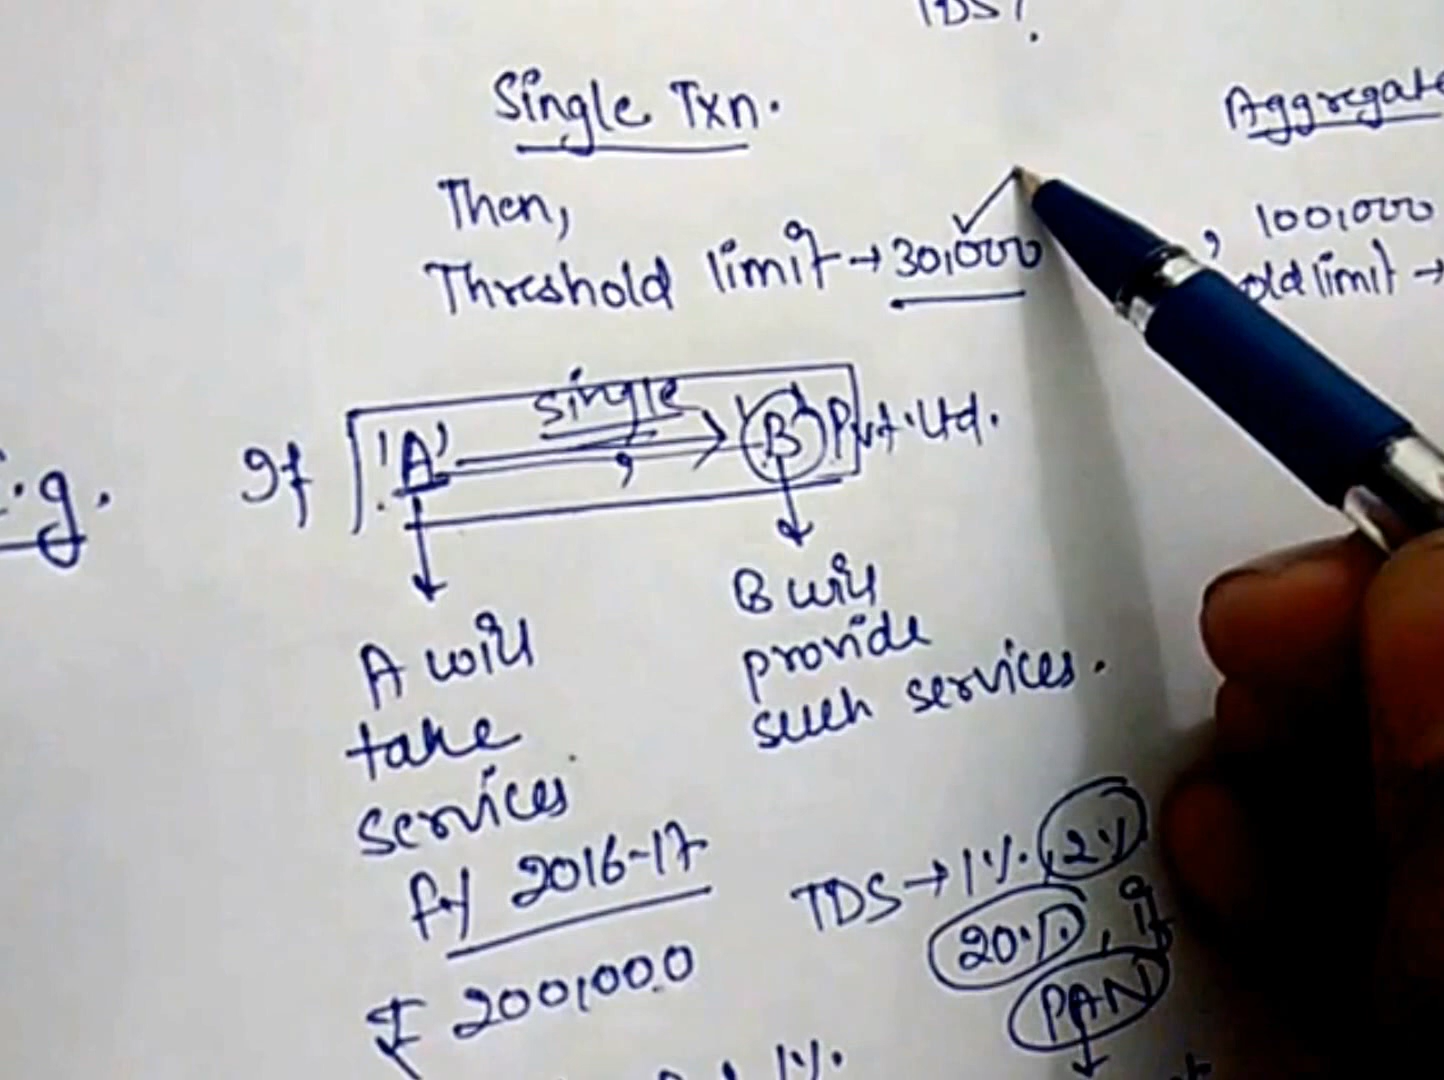 TDS?
Single Txn.
Aggregate
Then,
Threshold limit → 30,000
, 100,000
old limit →
E.g. If 'A' single 'B' Pvt. Ltd.
A will
take
services
B will
provide
such services.
F.Y 2016-17
₹ 200,000
TDS → 1%, 2%
20%, if
PAN
1%.